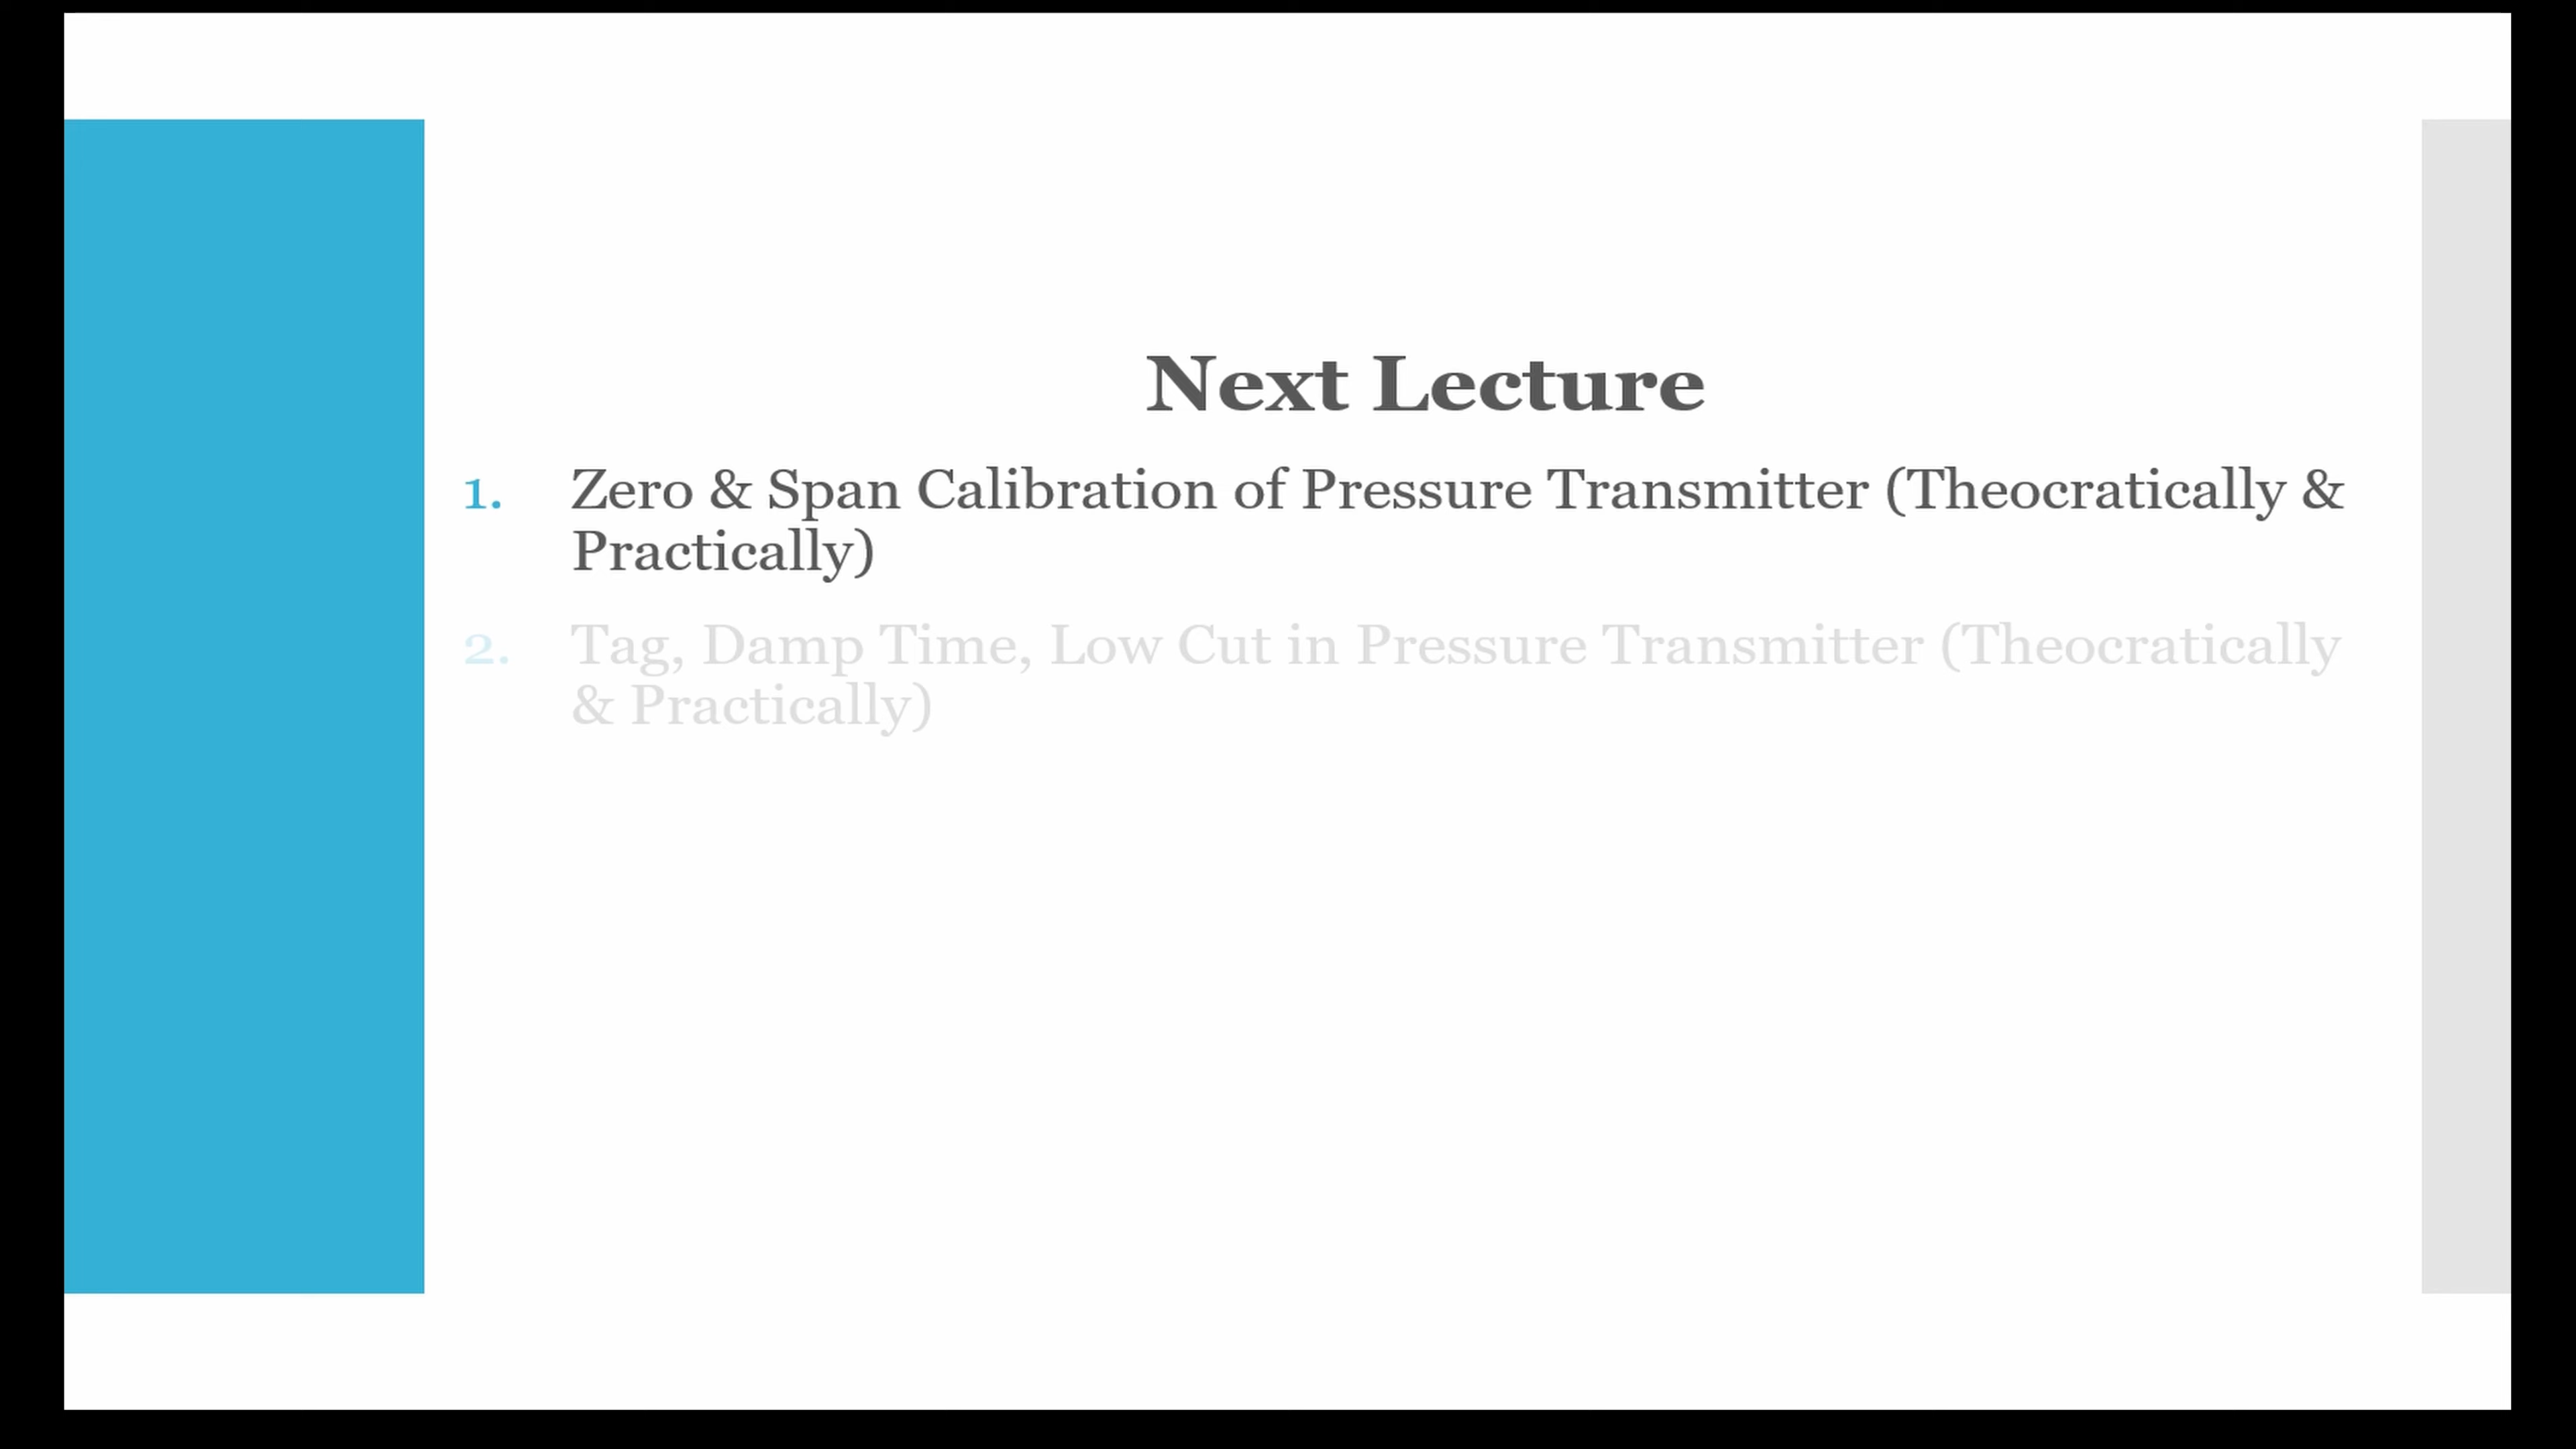 Next Lecture
1. Zero & Span Calibration of Pressure Transmitter (Theocratically &
Practically)
2. Tag, Damp Time, Low Cut in Pressure Transmitter (Theocratically
& Practically)